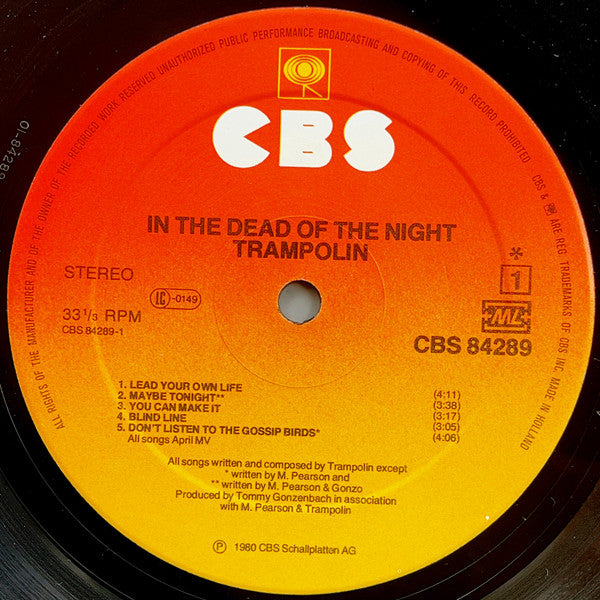 ALL RIGHTS OF THE MANUFACTURER AND OF THE OWNER OF THE RECORDED WORK RESERVED UNAUTHORIZED PUBLIC PERFORMANCE BROADCASTING AND COPYING OF THIS RECORD PROHIBITED CBS & ARE REG. TRADEMARKS OF CBS INC. MADE IN HOLLAND
CBS
IN THE DEAD OF THE NIGHT
TRAMPOLIN
STEREO
LC-0149
*
1
33 1/3 RPM
CBS 84289-1
ML
CBS 84289
1. LEAD YOUR OWN LIFE (4:11)
2. MAYBE TONIGHT** (3:38)
3. YOU CAN MAKE IT (3:17)
4. BLIND LINE (3:05)
5. DON'T LISTEN TO THE GOSSIP BIRDS* (4:06)
All songs April MV
All songs written and composed by Trampolin except
* written by M. Pearson and
** written by M. Pearson & Gonzo
Produced by Tommy Gonzenbach in association
with M. Pearson & Trampolin
Ⓟ 1980 CBS Schallplatten AG